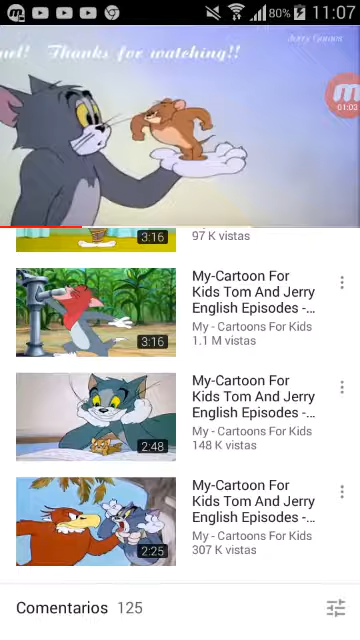 80% 11:07
nel! Thanks for watching!!
Jerry Guram
01:03
3:16
97 K vistas
3:16
My-Cartoon For
Kids Tom And Jerry
English Episodes -...
My - Cartoons For Kids
1.1 M vistas
2:48
My-Cartoon For
Kids Tom And Jerry
English Episodes -...
My - Cartoons For Kids
148 K vistas
2:25
My-Cartoon For
Kids Tom And Jerry
English Episodes -...
My - Cartoons For Kids
307 K vistas
Comentarios 125